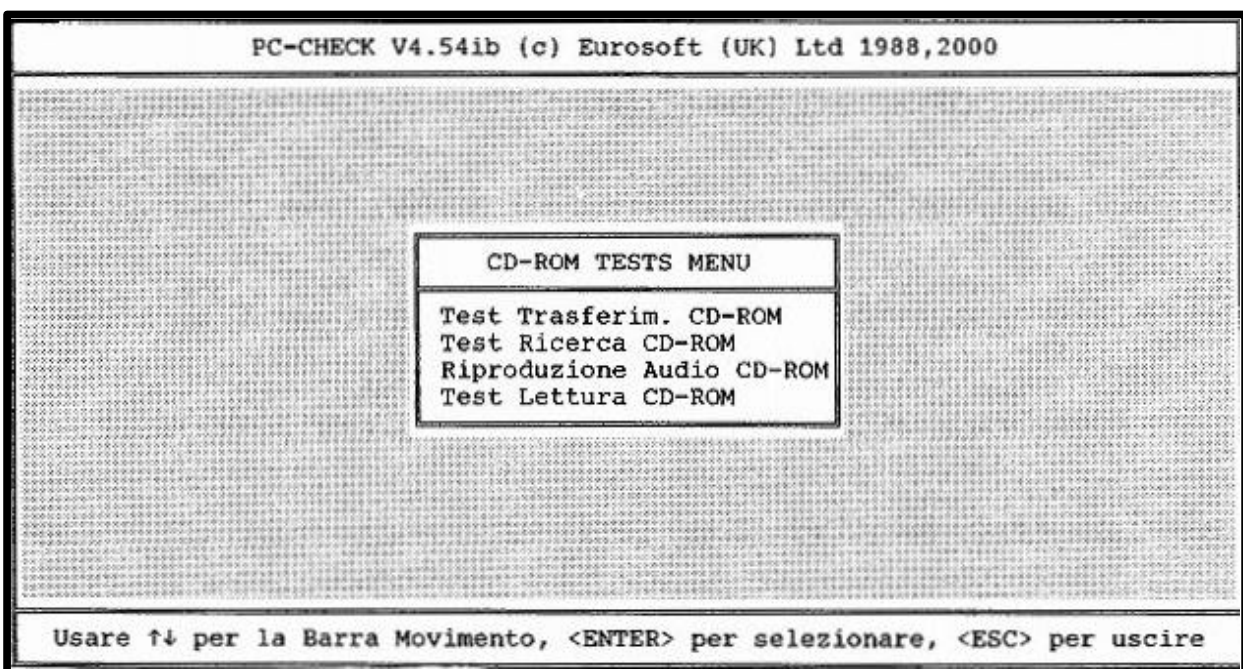 PC-CHECK V4.54ib (c) Eurosoft (UK) Ltd 1988,2000
CD-ROM TESTS MENU
Test Trasferim. CD-ROM
Test Ricerca CD-ROM
Riproduzione Audio CD-ROM
Test Lettura CD-ROM
Usare ↑↓ per la Barra Movimento, <ENTER> per selezionare, <ESC> per uscire